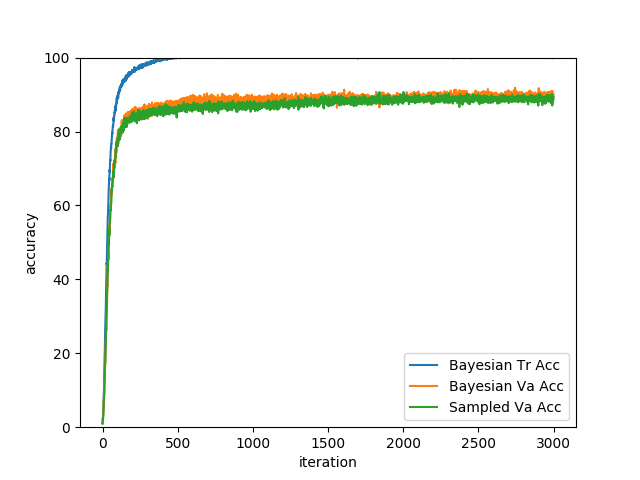 100
80
60
40
20
0
accuracy
0 500 1000 1500 2000 2500 3000
iteration
Bayesian Tr Acc
Bayesian Va Acc
Sampled Va Acc